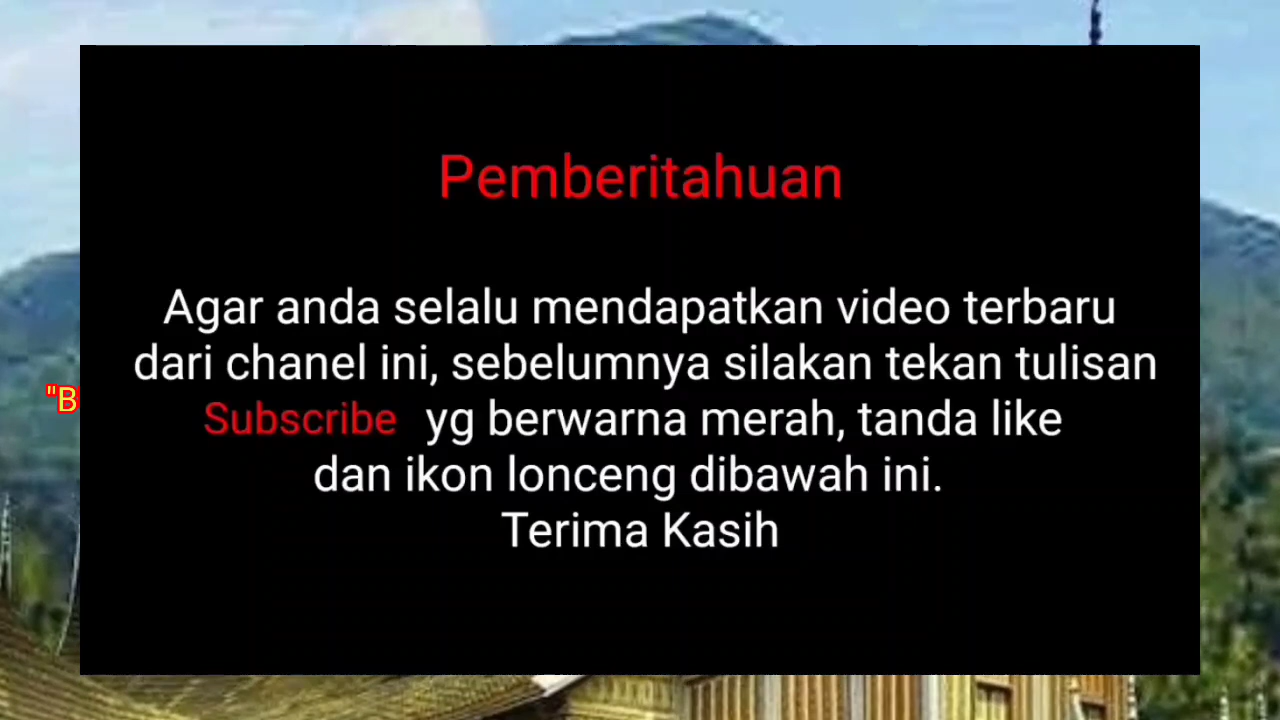 Pemberitahuan
Agar anda selalu mendapatkan video terbaru
dari chanel ini, sebelumnya silakan tekan tulisan
Subscribe yg berwarna merah, tanda like
dan ikon lonceng dibawah ini.
Terima Kasih
"B